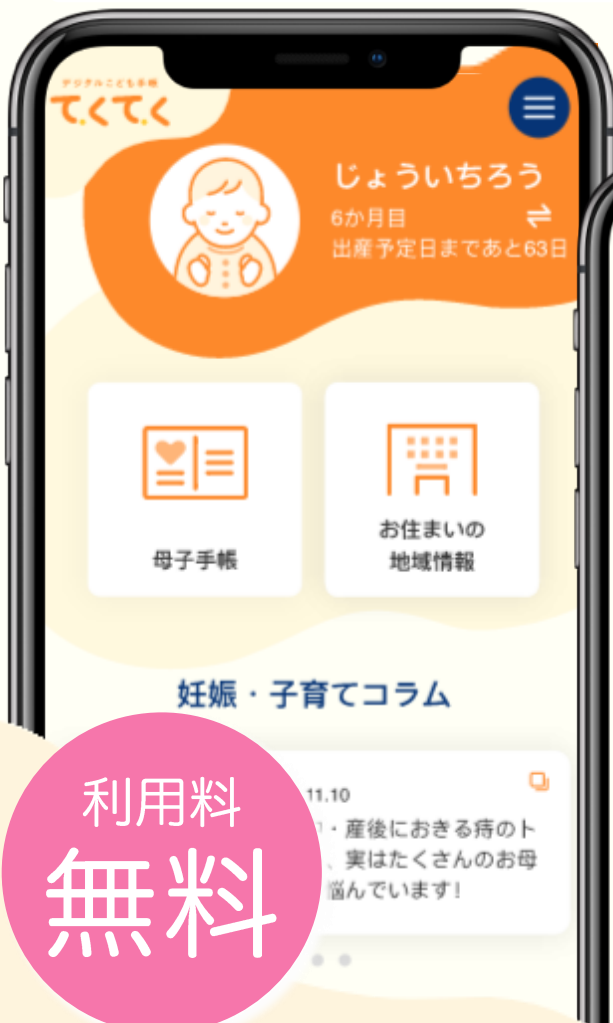 デジタルこども手帳
てくてく
じょういちろう
6か月目
出産予定日まであと63日
母子手帳
お住まいの
地域情報
妊娠・子育てコラム
11.10
・産後におきる痔のト
、実はたくさんのお母
悩んでいます!
利用料
無料